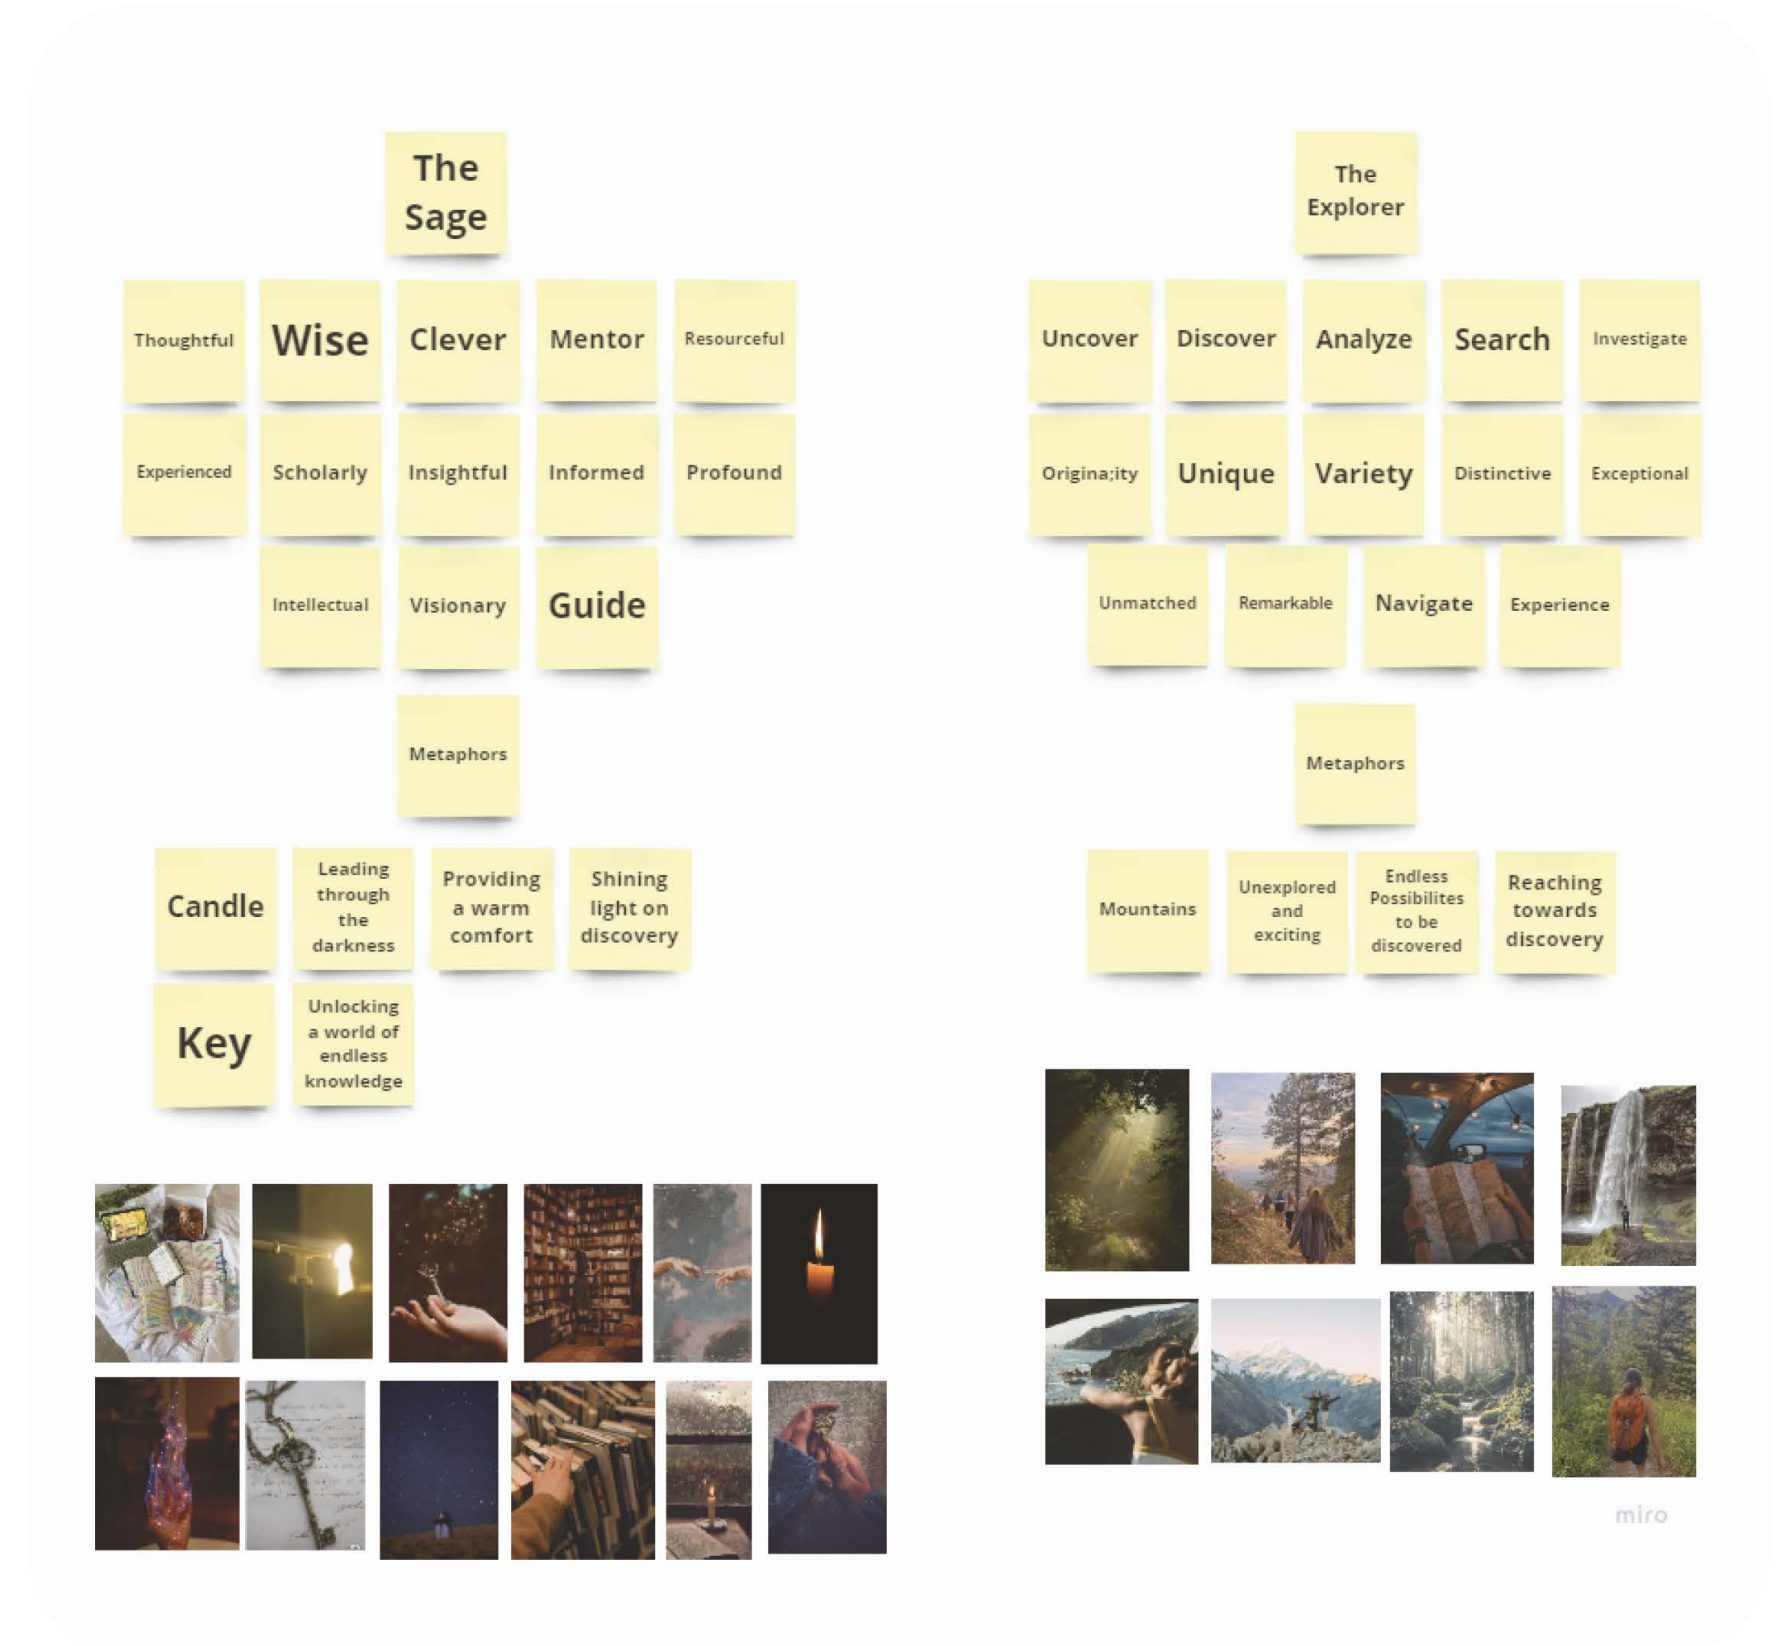 The
Sage
Thoughtful
Wise
Clever
Mentor
Resourceful
Experienced
Scholarly
Insightful
Informed
Profound
Intellectual
Visionary
Guide
Metaphors
Candle
Leading
through
the
darkness
Providing
a warm
comfort
Shining
light on
discovery
Key
Unlocking
a world of
endless
knowledge
The
Explorer
Uncover
Discover
Analyze
Search
Investigate
Origina;ity
Unique
Variety
Distinctive
Exceptional
Unmatched
Remarkable
Navigate
Experience
Metaphors
Mountains
Unexplored
and
exciting
Endless
Possibilites
to be
discovered
Reaching
towards
discovery
miro